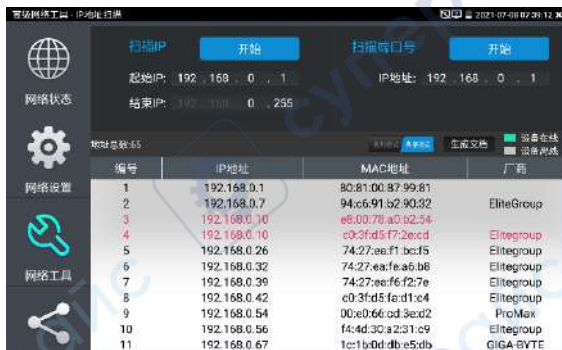 高级网络工具 - IP地址扫描
2021-07-08 07:39:12
扫描IP 开始 扫描端口号 开始
起始IP: 192 . 168 . 0 . 1 IP地址: 192 . 168 . 0 . 1
网络状态
结束IP: 192 . 168 . 0 . 255
地址总数:65 生成文档 设备在线
设备离线
编号 IP地址 MAC地址 厂商
网络设置
1 192.168.0.1 80:81:00:87:99:81
2 192.168.0.7 94:c6:91:b2:90:32 EliteGroup
3 192.168.0.10 e8:00:78:a0:b2:54
4 192.168.0.10 c0:3f:d5:f7:2e:cd Elitegroup
5 192.168.0.26 74:27:ea:f1:bc:f5 Elitegroup
6 192.168.0.32 74:27:ea:fe:a6:b8 Elitegroup
网络工具
7 192.168.0.39 74:27:ea:f6:f2:7e Elitegroup
8 192.168.0.42 c0:3f:d5:fa:d1:c4 Elitegroup
9 192.168.0.54 00:e0:66:cd:3e:d2 ProMax
10 192.168.0.56 f4:4d:30:a2:31:c9 Elitegroup
11 192.168.0.67 1c:1b:0d:db:e5:db GIGA-BYTE